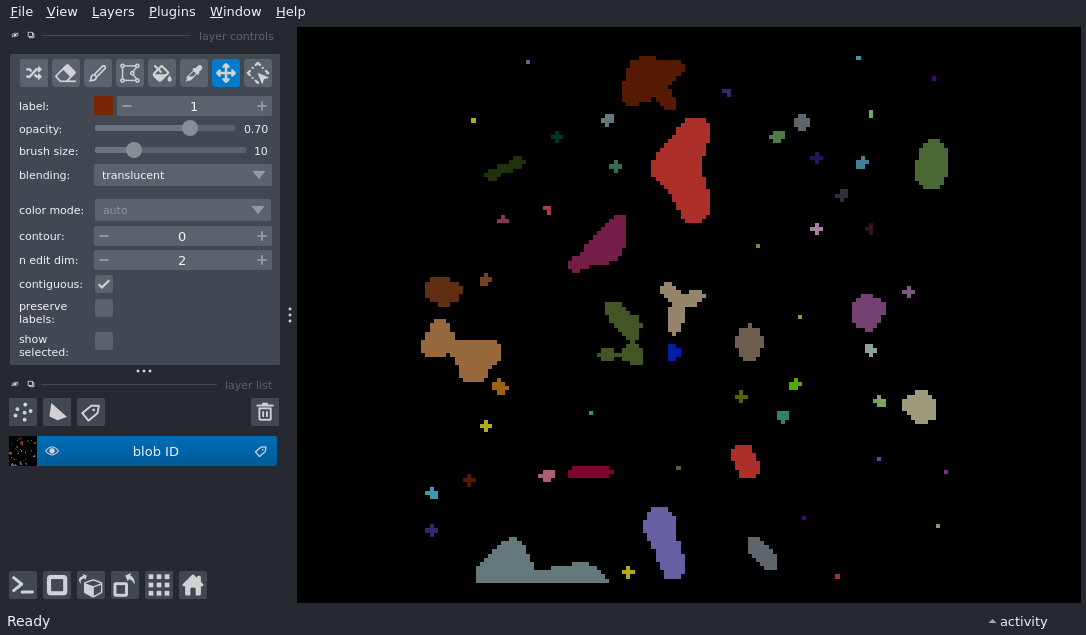 File View Layers Plugins Window Help
layer controls
label: 1
opacity: 0.70
brush size: 10
blending: translucent
color mode: auto
contour: 0
n edit dim: 2
contiguous:
preserve
labels:
show
selected:
layer list
blob ID
Ready
activity